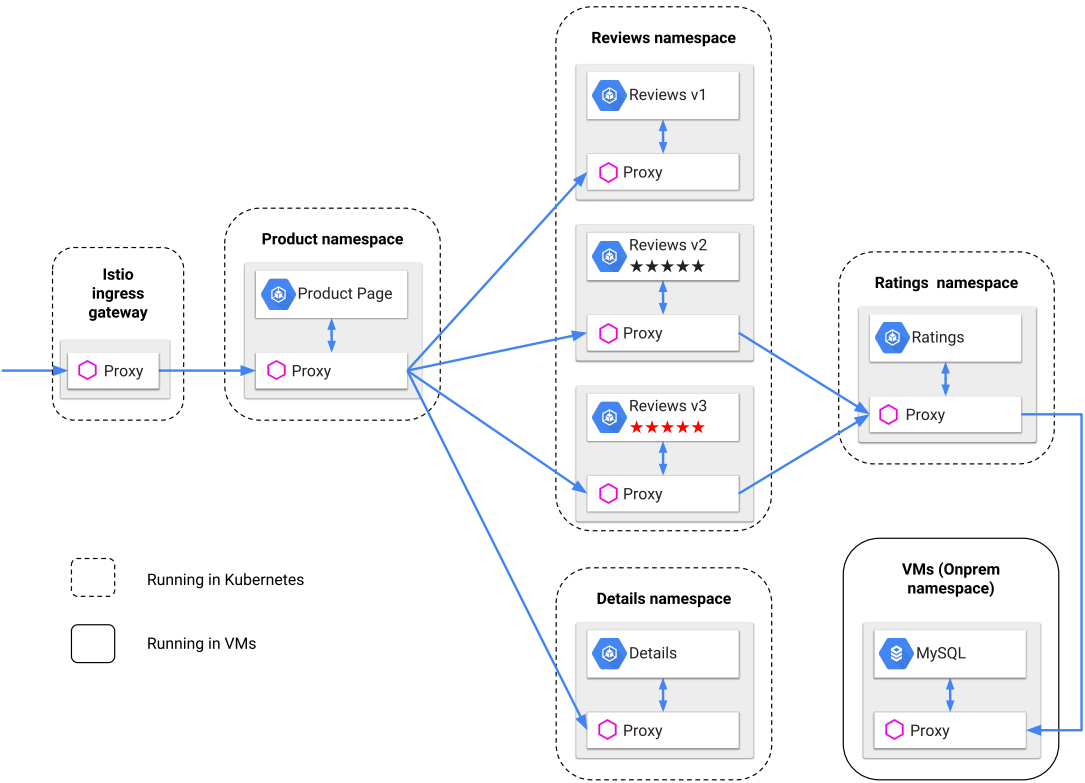 Istio
ingress
gateway
Proxy
Product namespace
Product Page
Proxy
Reviews namespace
Reviews v1
Proxy
Reviews v2
★★★★★
Proxy
Reviews v3
★★★★★
Proxy
Ratings namespace
Ratings
Proxy
Details namespace
Details
Proxy
VMs (Onprem
namespace)
MySQL
Proxy
Running in Kubernetes
Running in VMs